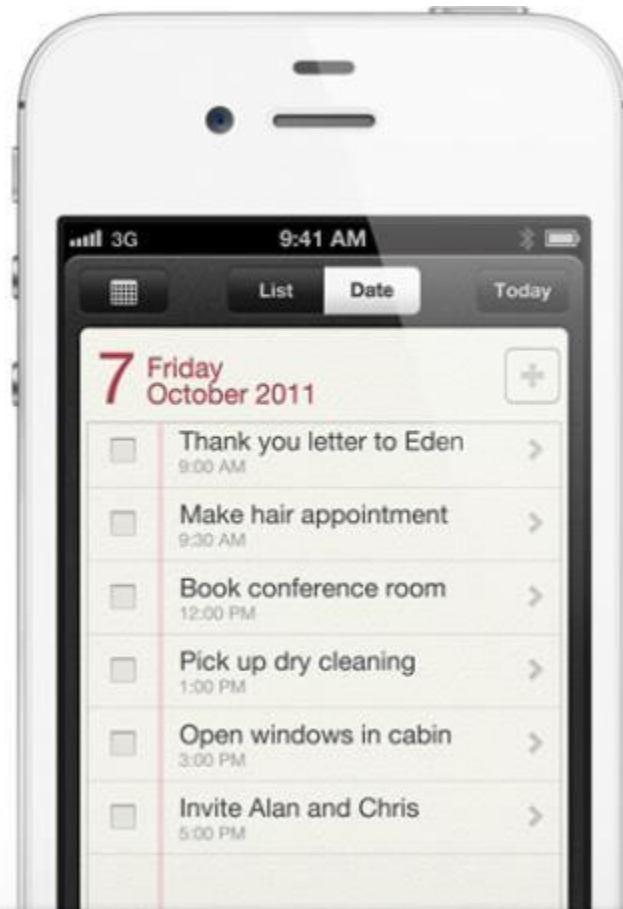 3G 9:41 AM
List Date Today
7 Friday
October 2011
Thank you letter to Eden
9:00 AM
Make hair appointment
9:30 AM
Book conference room
12:00 PM
Pick up dry cleaning
1:00 PM
Open windows in cabin
3:00 PM
Invite Alan and Chris
5:00 PM